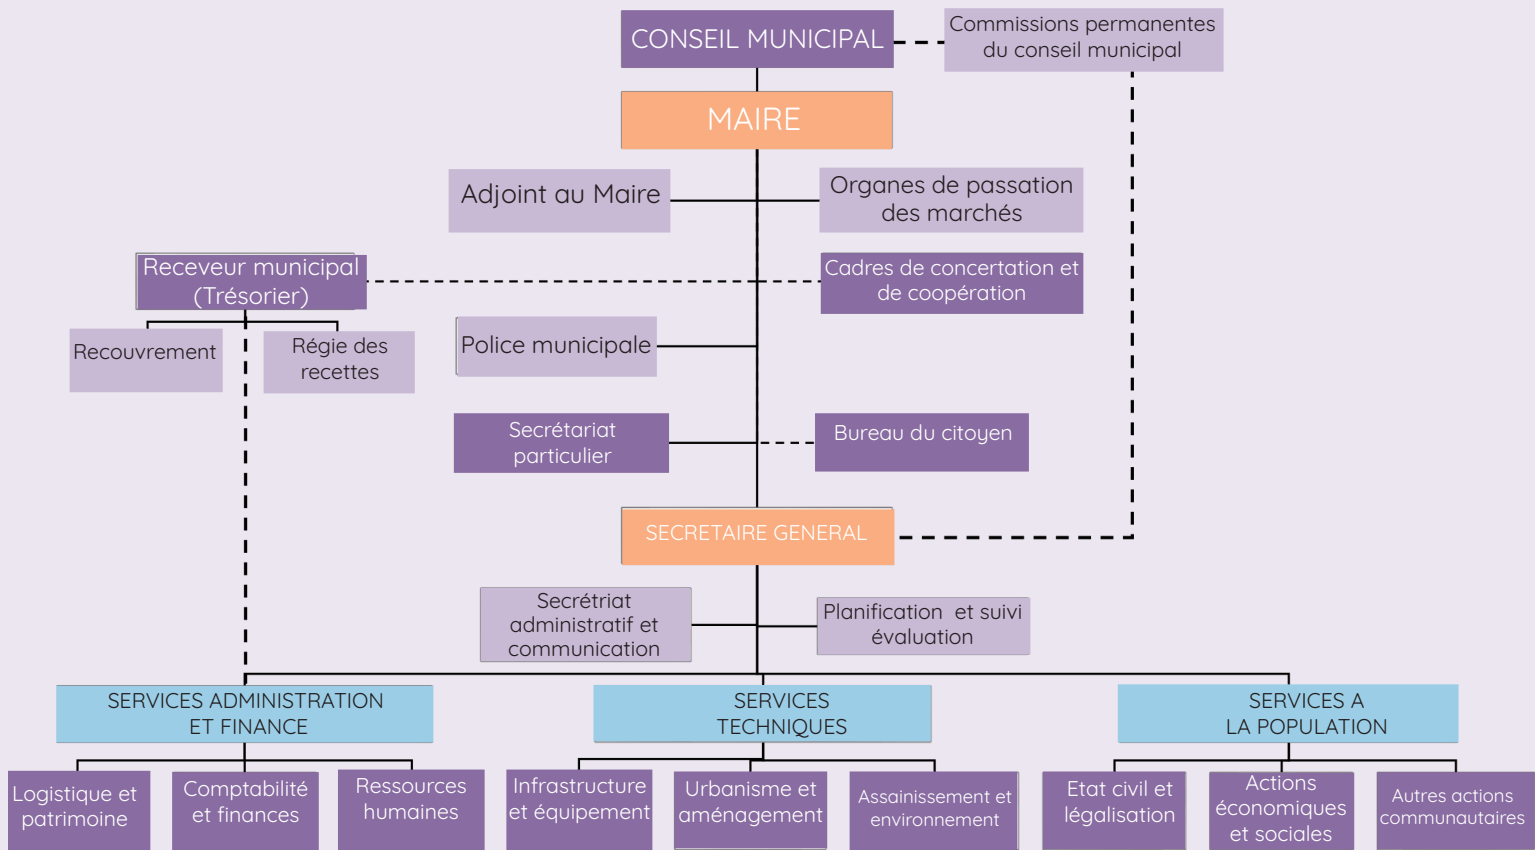 CONSEIL MUNICIPAL
Commissions permanentes
du conseil municipal
MAIRE
Adjoint au Maire
Organes de passation
des marchés
Receveur municipal
(Trésorier)
Cadres de concertation et
de coopération
Recouvrement
Régie des
recettes
Police municipale
Secrétariat
particulier
Bureau du citoyen
SECRETAIRE GENERAL
Secrétriat
administratif et
communication
Planification et suivi
évaluation
SERVICES ADMINISTRATION
ET FINANCE
SERVICES
TECHNIQUES
SERVICES A
LA POPULATION
Logistique et
patrimoine
Comptabilité
et finances
Ressources
humaines
Infrastructure
et équipement
Urbanisme et
aménagement
Assainissement et
environnement
Etat civil et
légalisation
Actions
économiques
et sociales
Autres actions
communautaires